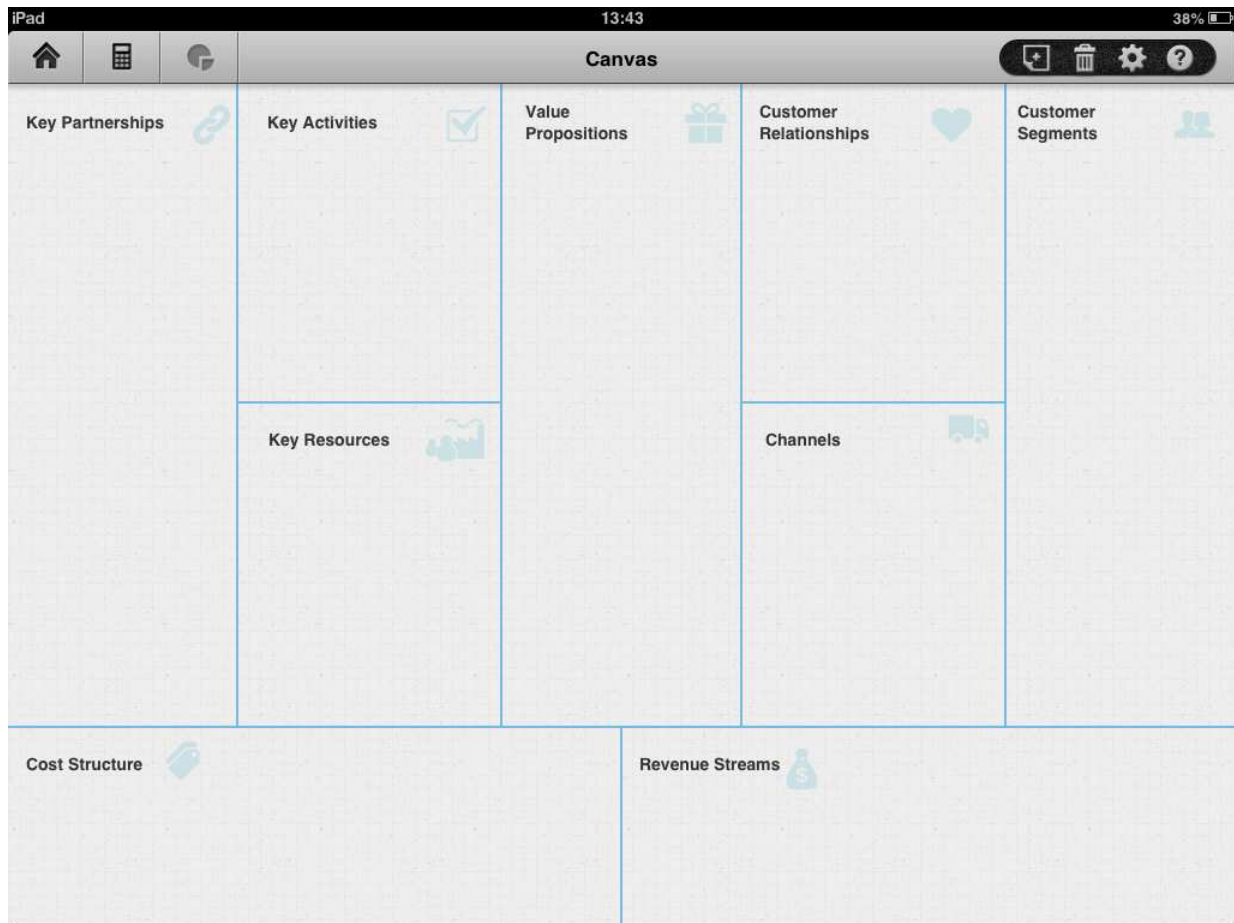 iPad
13:43
38%
Canvas
Key Partnerships
Key Activities
Value
Propositions
Customer
Relationships
Customer
Segments
Key Resources
Channels
Cost Structure
Revenue Streams
$